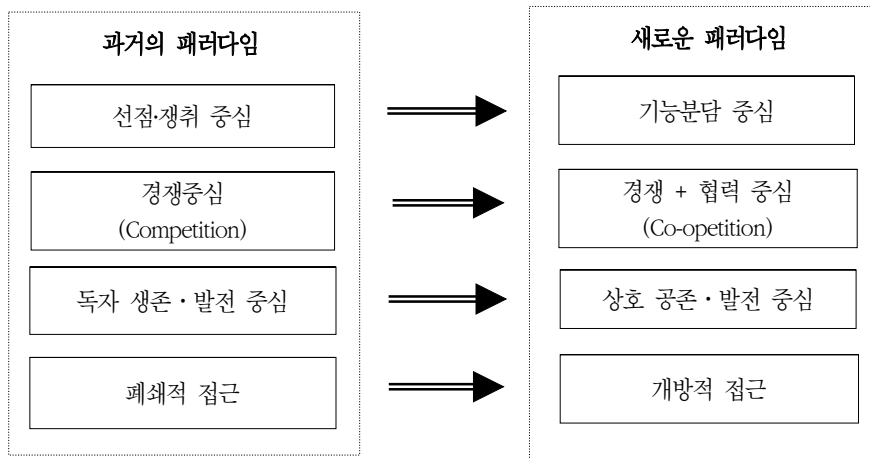 과거의 패러다임
선점·쟁취 중심
경쟁중심
(Competition)
독자 생존·발전 중심
폐쇄적 접근
새로운 패러다임
기능분담 중심
경쟁 + 협력 중심
(Co-opetition)
상호 공존·발전 중심
개방적 접근